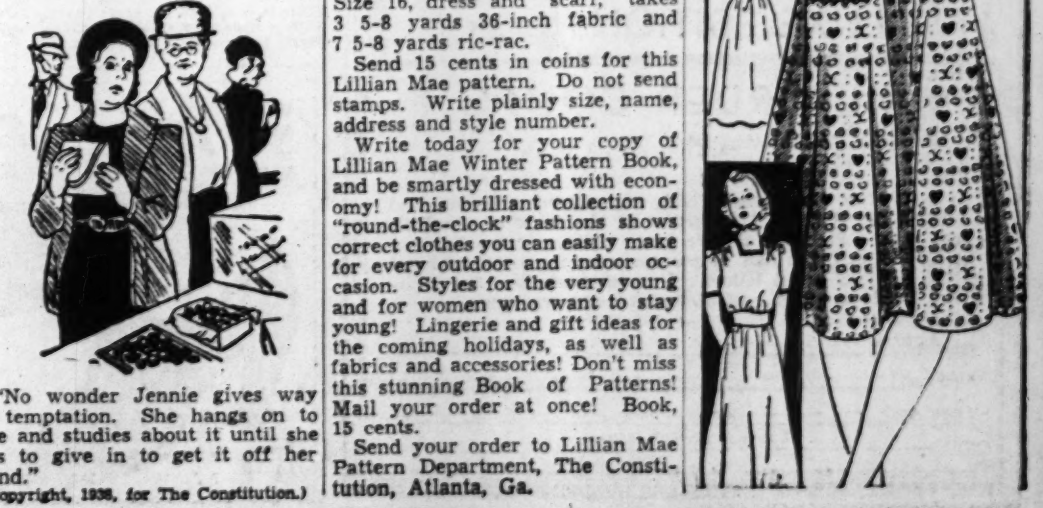 "No wonder Jennie gives way
temptation. She hangs on to
e and studies about it until she
s to give in to get it off her
nd."
opyright, 1938, for The Constitution.)
Size 16, dress and scarf, takes
3 5-8 yards 36-inch fabric and
7 5-8 yards ric-rac.
Send 15 cents in coins for this
Lillian Mae pattern. Do not send
stamps. Write plainly size, name,
address and style number.
Write today for your copy of
Lillian Mae Winter Pattern Book,
and be smartly dressed with econ-
omy! This brilliant collection of
"round-the-clock" fashions shows
correct clothes you can easily make
for every outdoor and indoor oc-
casion. Styles for the very young
and for women who want to stay
young! Lingerie and gift ideas for
the coming holidays, as well as
fabrics and accessories! Don't miss
this stunning Book of Patterns!
Mail your order at once! Book,
15 cents.
Send your order to Lillian Mae
Pattern Department, The Consti-
tution, Atlanta, Ga.